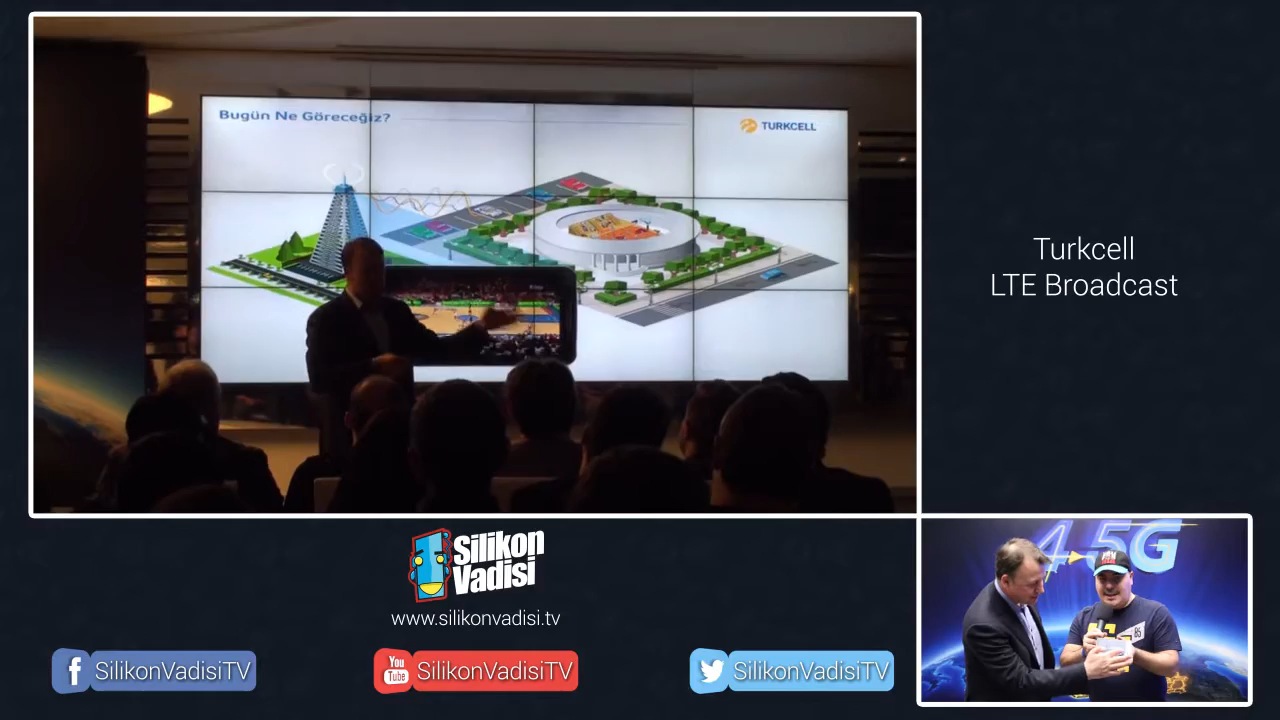 Bugün Ne Göreceğiz?
TURKCELL
Turkcell
LTE Broadcast
4.5G
Silikon
Vadisi
www.silikonvadisi.tv
SilikonVadisiTV
You
Tube
SilikonVadisiTV
SilikonVadisiTV